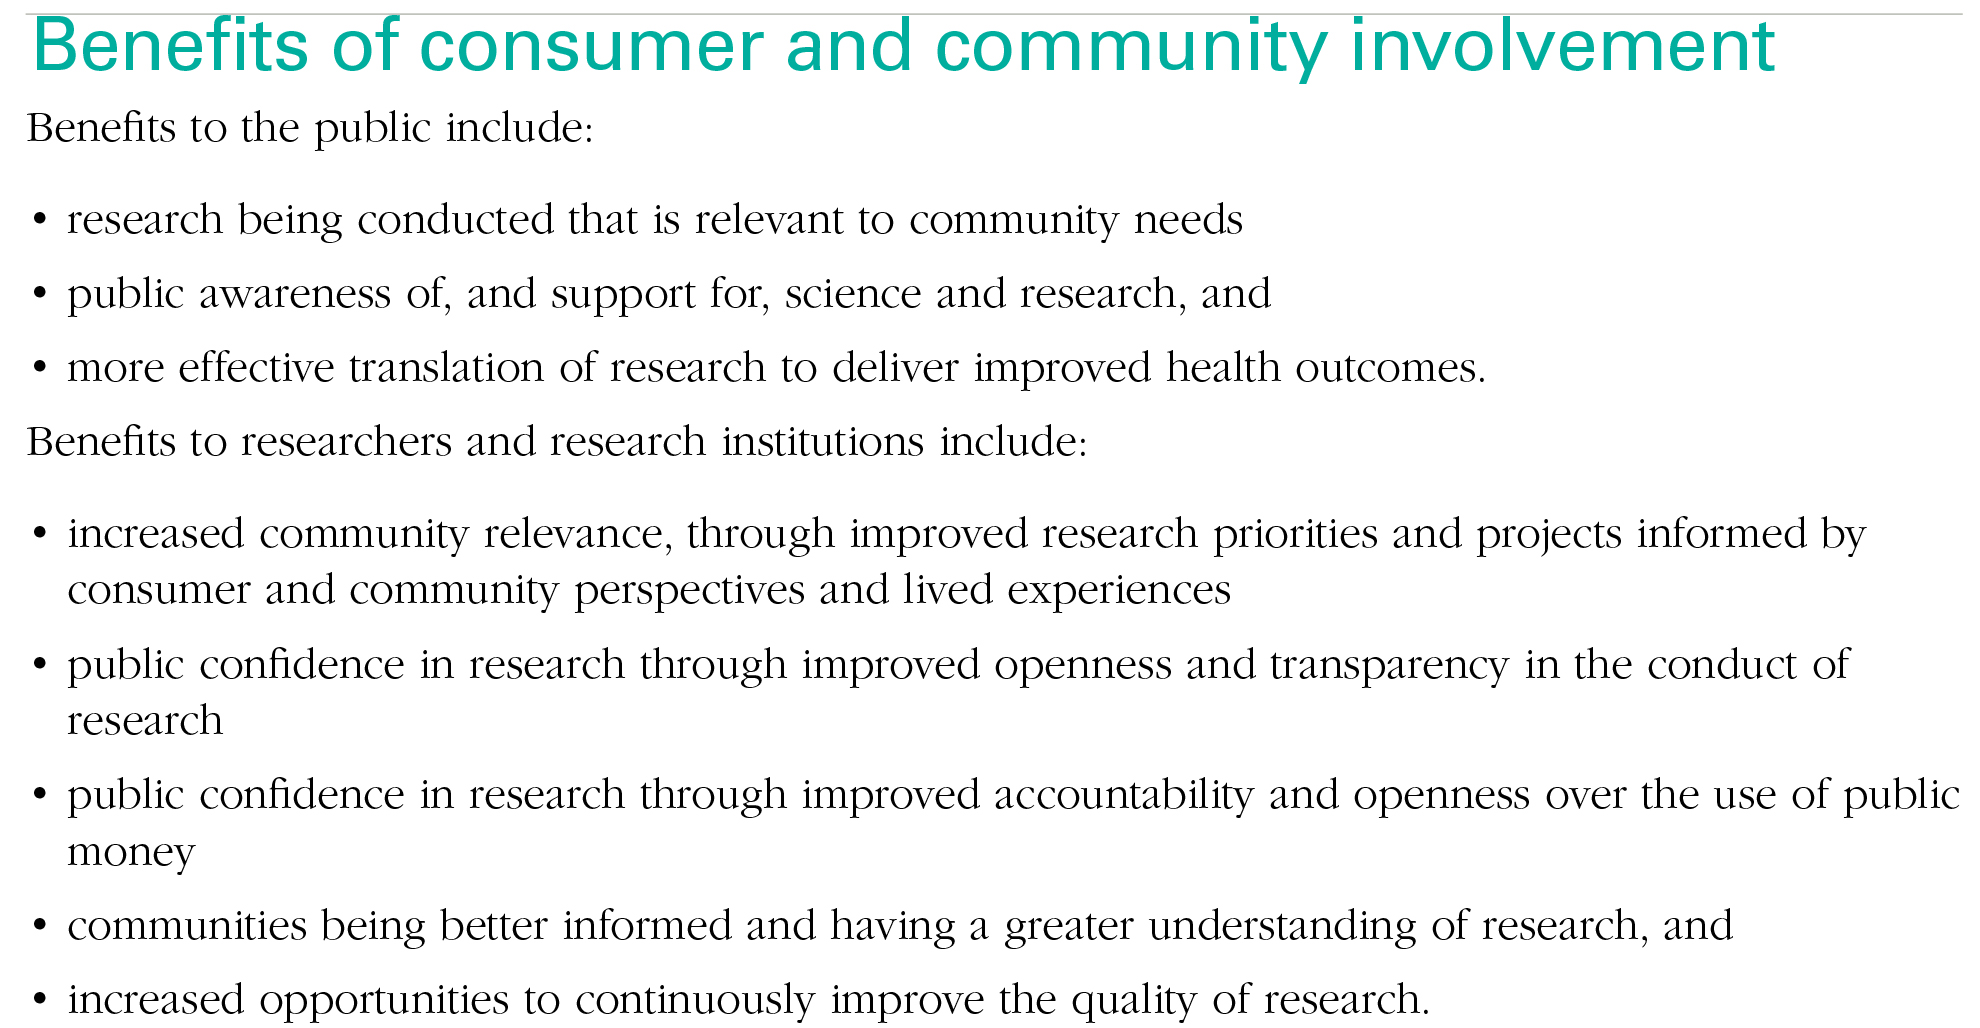 Benefits of consumer and community involvement
Benefits to the public include:
• research being conducted that is relevant to community needs
• public awareness of, and support for, science and research, and
• more effective translation of research to deliver improved health outcomes.
Benefits to researchers and research institutions include:
• increased community relevance, through improved research priorities and projects informed by
consumer and community perspectives and lived experiences
• public confidence in research through improved openness and transparency in the conduct of
research
• public confidence in research through improved accountability and openness over the use of public
money
• communities being better informed and having a greater understanding of research, and
• increased opportunities to continuously improve the quality of research.